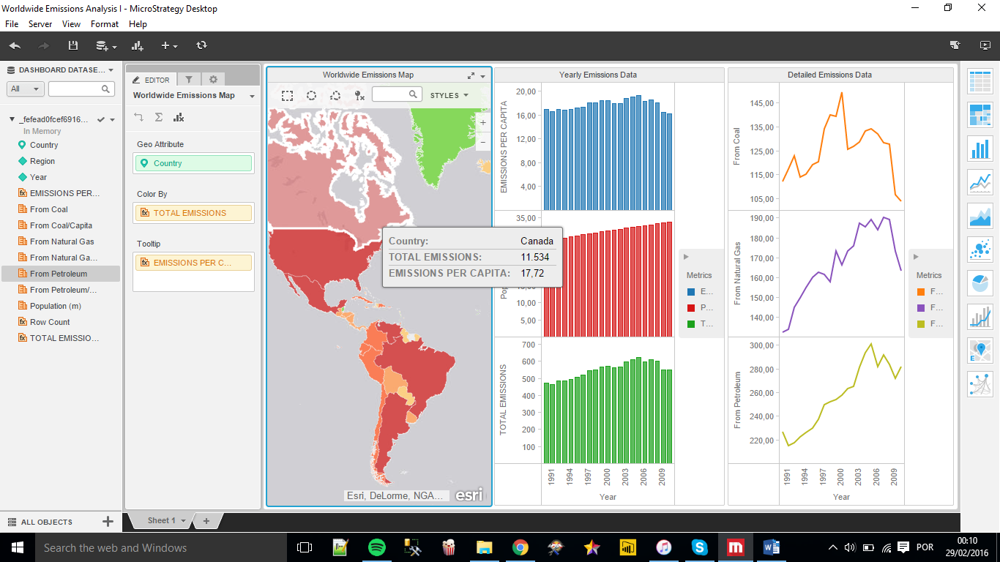 Worldwide Emissions Analysis I - MicroStrategy Desktop
File Server View Format Help
DASHBOARD DATASE...
All
_fefead0fcef6916...
In Memory
Country
Region
Year
EMISSIONS PER...
From Coal
From Coal/Capita
From Natural Gas
From Natural Ga...
From Petroleum
From Petroleum/...
Population (m)
Row Count
TOTAL EMISSIO...
ALL OBJECTS
EDITOR
Worldwide Emissions Map
Geo Attribute
Country
Color By
TOTAL EMISSIONS
Tooltip
EMISSIONS PER C...
Worldwide Emissions Map
STYLES
+
−
Country: Canada
TOTAL EMISSIONS: 11.534
EMISSIONS PER CAPITA: 17,72
Esri, DeLorme, NGA...
esri
Yearly Emissions Data
EMISSIONS PER CAPITA
20,00
16,00
12,00
8,00
4,00
35,00
10,00
5,00
TOTAL EMISSIONS
700
600
500
400
300
200
100
1991 1994 1997 2000 2003 2006 2009
Year
Metrics
E...
P...
T...
Detailed Emissions Data
From Coal
145,00
135,00
125,00
115,00
105,00
From Natural Gas
190,00
180,00
170,00
160,00
150,00
140,00
From Petroleum
300,00
280,00
260,00
240,00
220,00
1991 1994 1997 2000 2003 2006 2009
Year
Metrics
F...
F...
F...
Sheet 1
+
Search the web and Windows
POR
00:10
29/02/2016